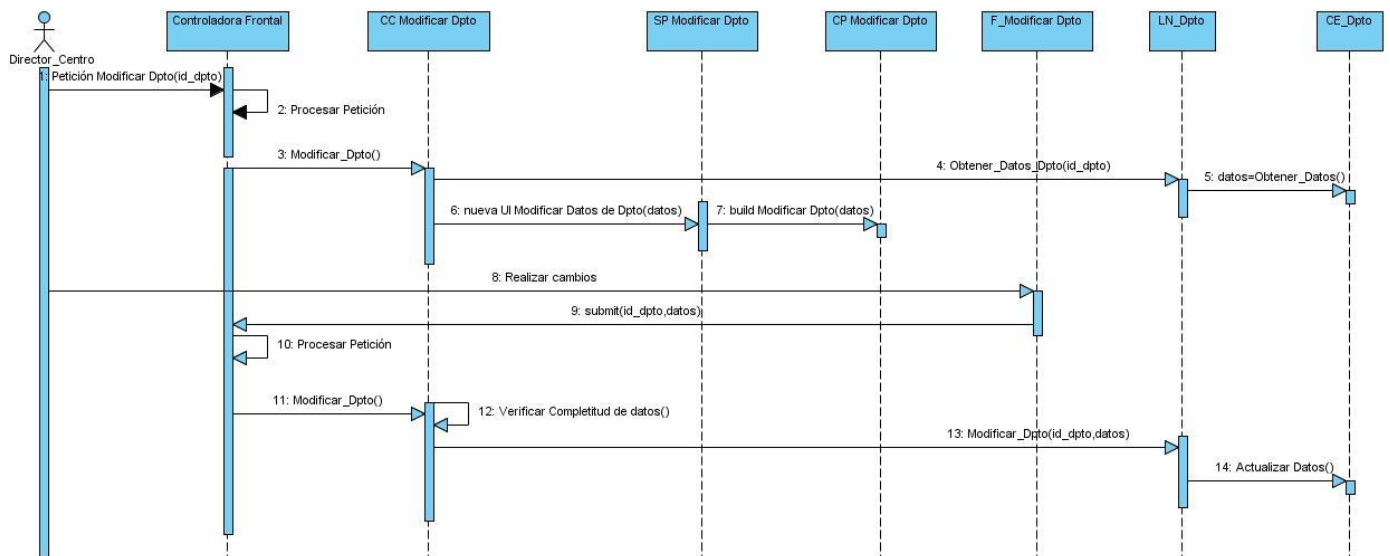 Controladora Frontal
CC Modificar Dpto
SP Modificar Dpto
CP Modificar Dpto
F_Modificar Dpto
LN_Dpto
CE_Dpto
Director_Centro
1: Petición Modificar Dpto(id_dpto)
2: Procesar Petición
3: Modificar_Dpto()
4: Obtener_Datos_Dpto(id_dpto)
5: datos=Obtener_Datos()
6: nueva UI Modificar Datos de Dpto(datos)
7: build Modificar Dpto(datos)
8: Realizar cambios
9: submit(id_dpto,datos)
10: Procesar Petición
11: Modificar_Dpto()
12: Verificar Completitud de datos()
13: Modificar_Dpto(id_dpto,datos)
14: Actualizar Datos()